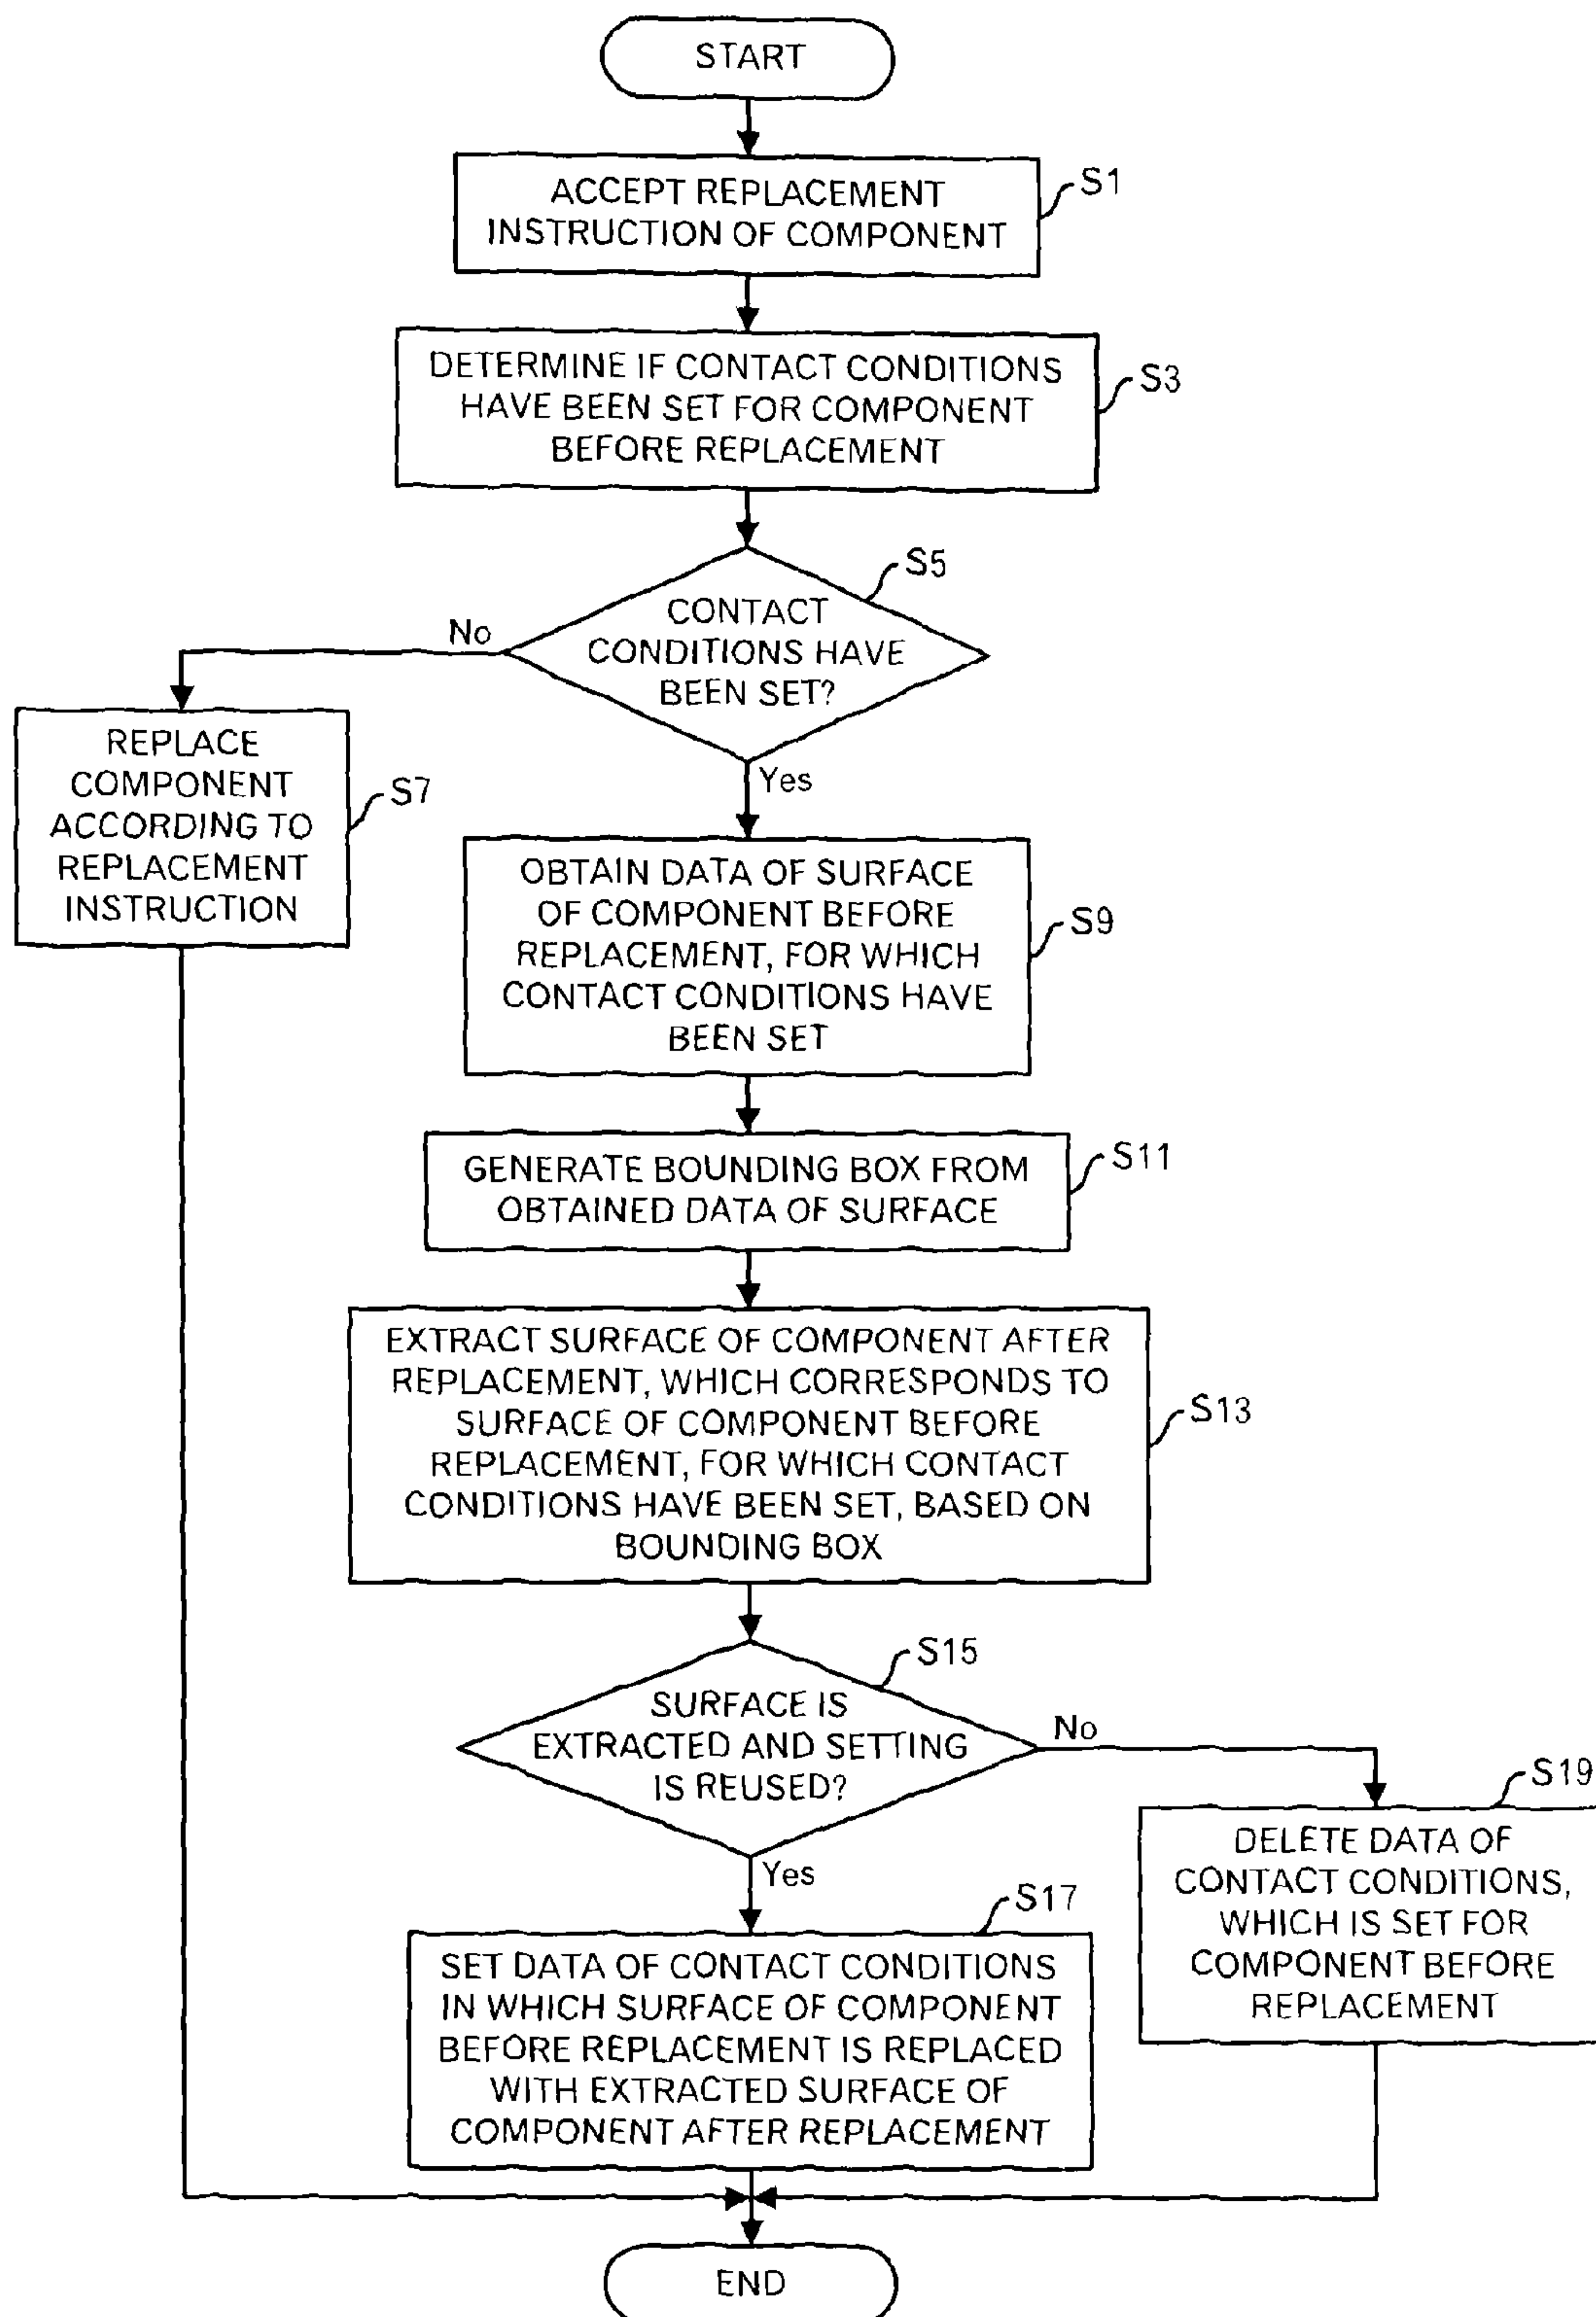 START
ACCEPT REPLACEMENT
INSTRUCTION OF COMPONENT
S1
DETERMINE IF CONTACT CONDITIONS
HAVE BEEN SET FOR COMPONENT
BEFORE REPLACEMENT
S3
S5
CONTACT
CONDITIONS HAVE
BEEN SET?
No
Yes
REPLACE
COMPONENT
ACCORDING TO
REPLACEMENT
INSTRUCTION
S7
OBTAIN DATA OF SURFACE
OF COMPONENT BEFORE
REPLACEMENT, FOR WHICH
CONTACT CONDITIONS HAVE
BEEN SET
S9
GENERATE BOUNDING BOX FROM
OBTAINED DATA OF SURFACE
S11
EXTRACT SURFACE OF COMPONENT AFTER
REPLACEMENT, WHICH CORRESPONDS TO
SURFACE OF COMPONENT BEFORE
REPLACEMENT, FOR WHICH CONTACT
CONDITIONS HAVE BEEN SET, BASED ON
BOUNDING BOX
S13
S15
SURFACE IS
EXTRACTED AND SETTING
IS REUSED?
No
Yes
S19
DELETE DATA OF
CONTACT CONDITIONS,
WHICH IS SET FOR
COMPONENT BEFORE
REPLACEMENT
S17
SET DATA OF CONTACT CONDITIONS
IN WHICH SURFACE OF COMPONENT
BEFORE REPLACEMENT IS REPLACED
WITH EXTRACTED SURFACE OF
COMPONENT AFTER REPLACEMENT
END